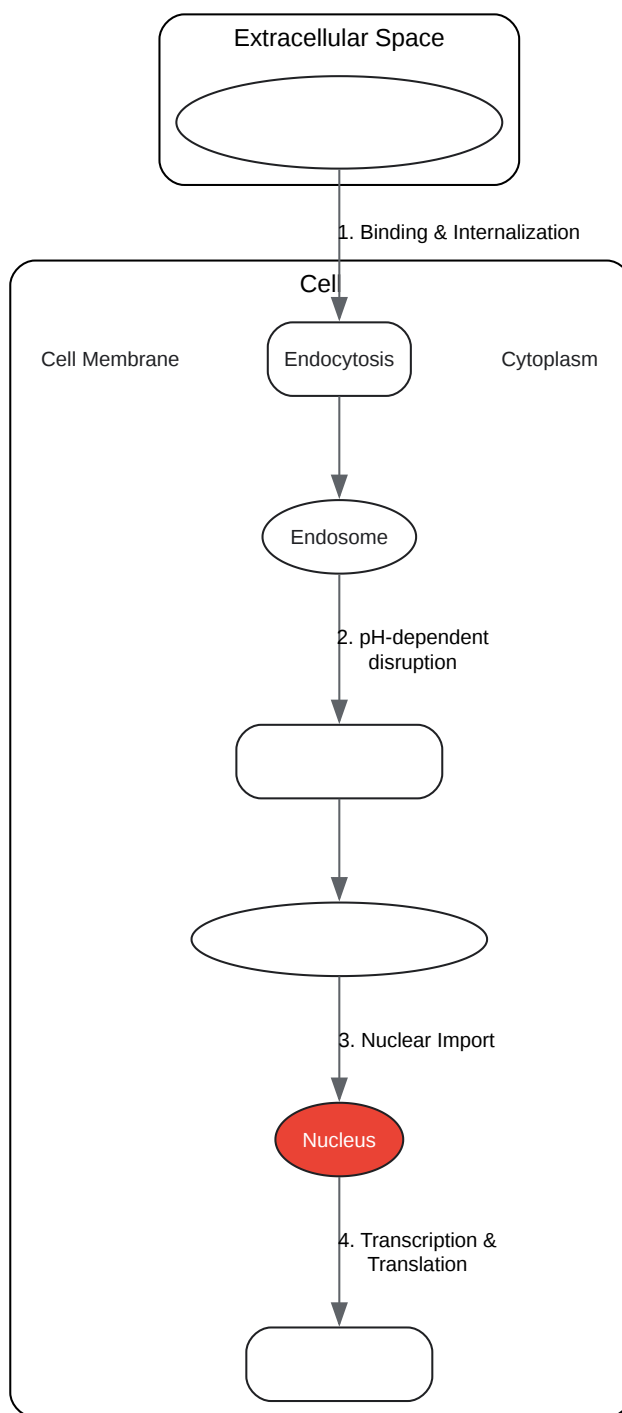 Extracellular Space
1. Binding & Internalization
Cell
Cell Membrane
Endocytosis
Cytoplasm
Endosome
2. pH-dependent
disruption
3. Nuclear Import
Nucleus
4. Transcription &
Translation